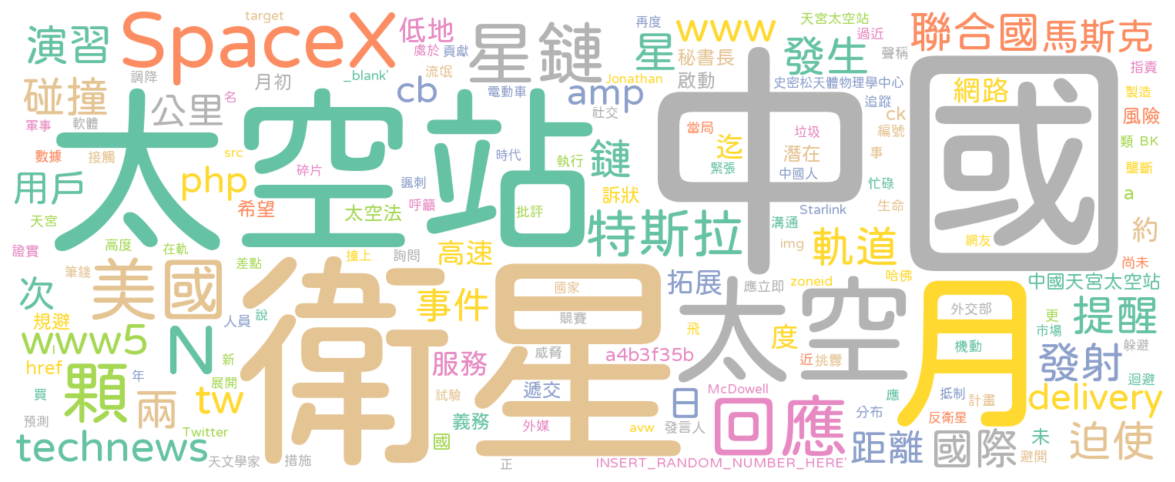 演習
SpaceX
target
低地
處於
貢獻
星鏈
再度
www
星
天宮太空站
過近
發生
聲稱
聯合國
馬斯克
碰撞
調降
月初
_blank'
流氓
cb
電動車
Jonathan
amp
秘書長
啟動
史密松天體物理學中心
追蹤
網路
指責
製造
風險
公里
名
軍事
軟體
社交
ck
編號
類
BK
數據
接觸
src
碎片
時代
執行
鏈
當局
垃圾
迄
緊張
潛在
中國人
事
壟斷
太空站
中國
用戶
php
諷刺
呼籲
希望
太空法
批評
訴狀
忙碌
a
Starlink
生命
天宮
特斯拉
溝通
軌道
網友
約
證實
高度
在軌
撞上
詢問
高速
img
尚未
筆錢
差點
拓展
應立即
zoneid
哈佛
中國天宮太空站
次
美國
衛星
事件
國家
太空
月
外交部
規避
人員
說
競賽
飛
度
更
市場
提醒
www5
N
威脅
a4b3f35b
近
挑釁
機動
躲避
href
新
展開
服務
發射
迴避
買
顆
年
兩
tw
試驗
遞交
McDowell
日
回應
應
抵制
計畫
delivery
預測
義務
分布
反衛星
technews
Twitter
國
外媒
avw
發言人
距離
國際
未
避開
迫使
天文學家
措施
正
INSERT_RANDOM_NUMBER_HERE'